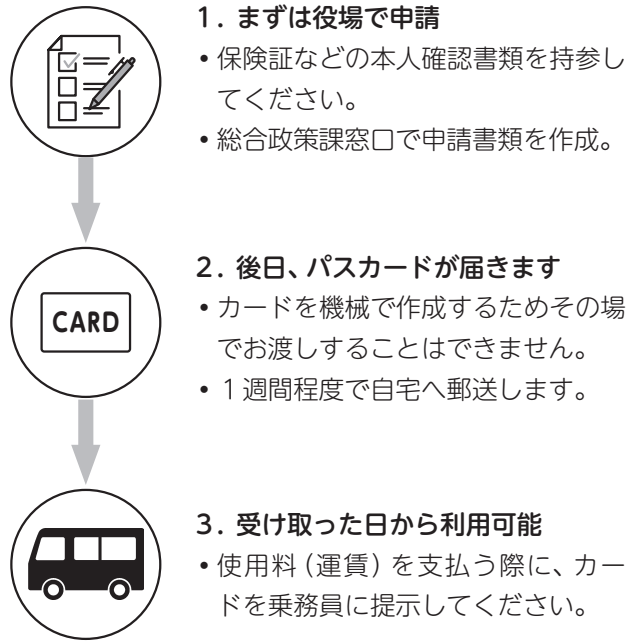 1. まずは役場で申請
•保険証などの本人確認書類を持参し
てください。
•総合政策課窓口で申請書類を作成。
2. 後日、パスカードが届きます
CARD
•カードを機械で作成するためその場
でお渡しすることはできません。
•1週間程度で自宅へ郵送します。
3. 受け取った日から利用可能
•使用料(運賃)を支払う際に、カー
ドを乗務員に提示してください。